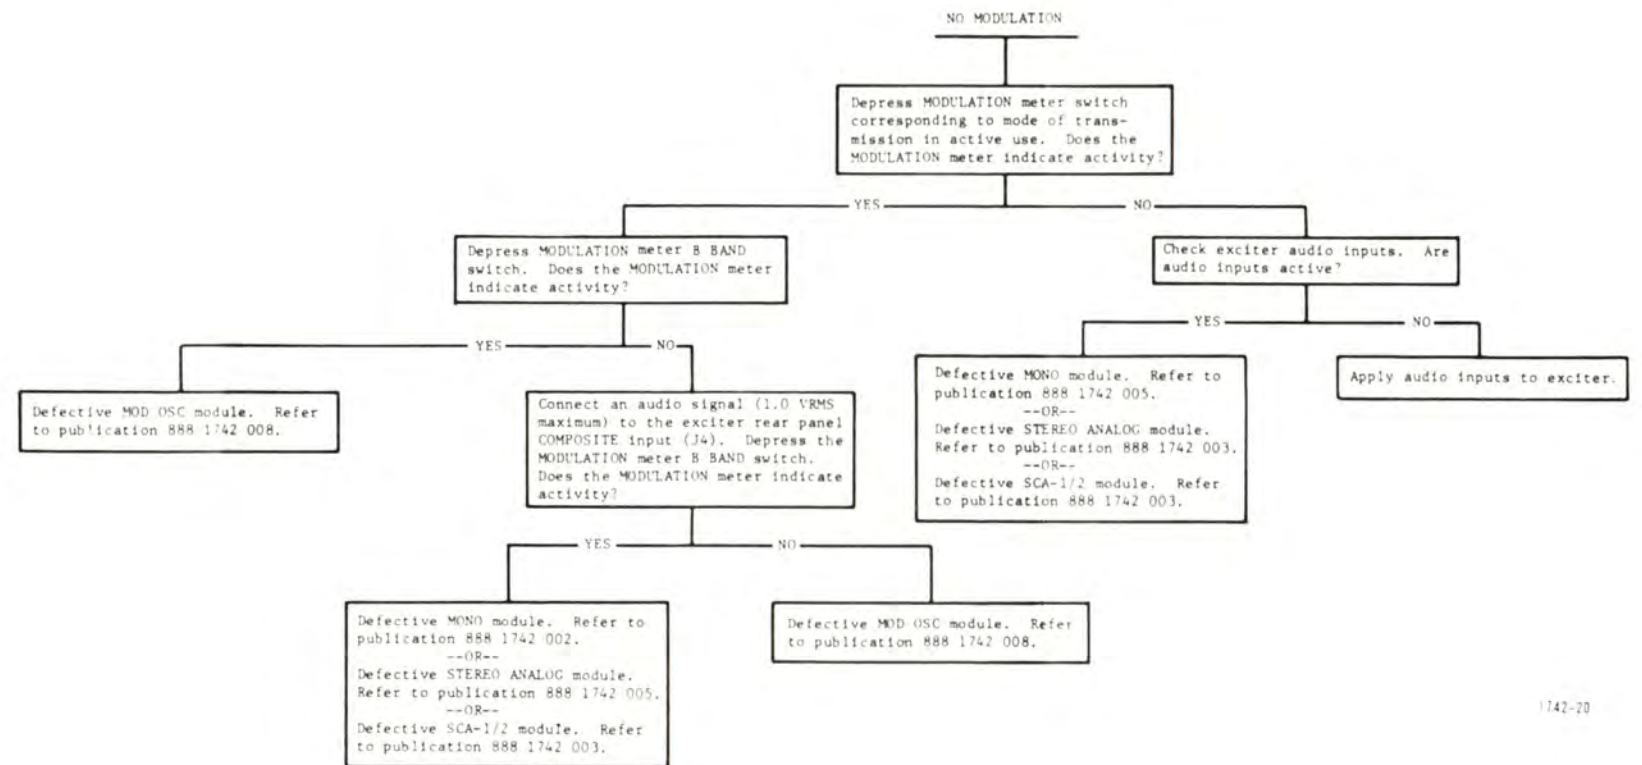 NO MODULATION
Depress MODULATION meter switch
corresponding to mode of trans-
mission in active use. Does the
MODULATION meter indicate activity?
YES
NO
Depress MODULATION meter B BAND
switch. Does the MODULATION meter
indicate activity?
Check exciter audio inputs. Are
audio inputs active?
YES
NO
YES
NO
Defective MOD OSC module. Refer
to publication 888 1742 008.
Connect an audio signal (1.0 VRMS
maximum) to the exciter rear panel
COMPOSITE input (J4). Depress the
MODULATION meter B BAND switch.
Does the MODULATION meter indicate
activity?
Defective MONO module. Refer to
publication 888 1742 005.
--OR--
Defective STEREO ANALOG module.
Refer to publication 888 1742 003.
--OR--
Defective SCA-1/2 module. Refer
to publication 888 1742 003.
Apply audio inputs to exciter.
YES
NO
Defective MONO module. Refer to
publication 888 1742 002.
--OR--
Defective STEREO ANALOG module.
Refer to publication 888 1742 005.
--OR--
Defective SCA-1/2 module. Refer
to publication 888 1742 003.
Defective MOD OSC module. Refer
to publication 888 1742 008.
1742-20